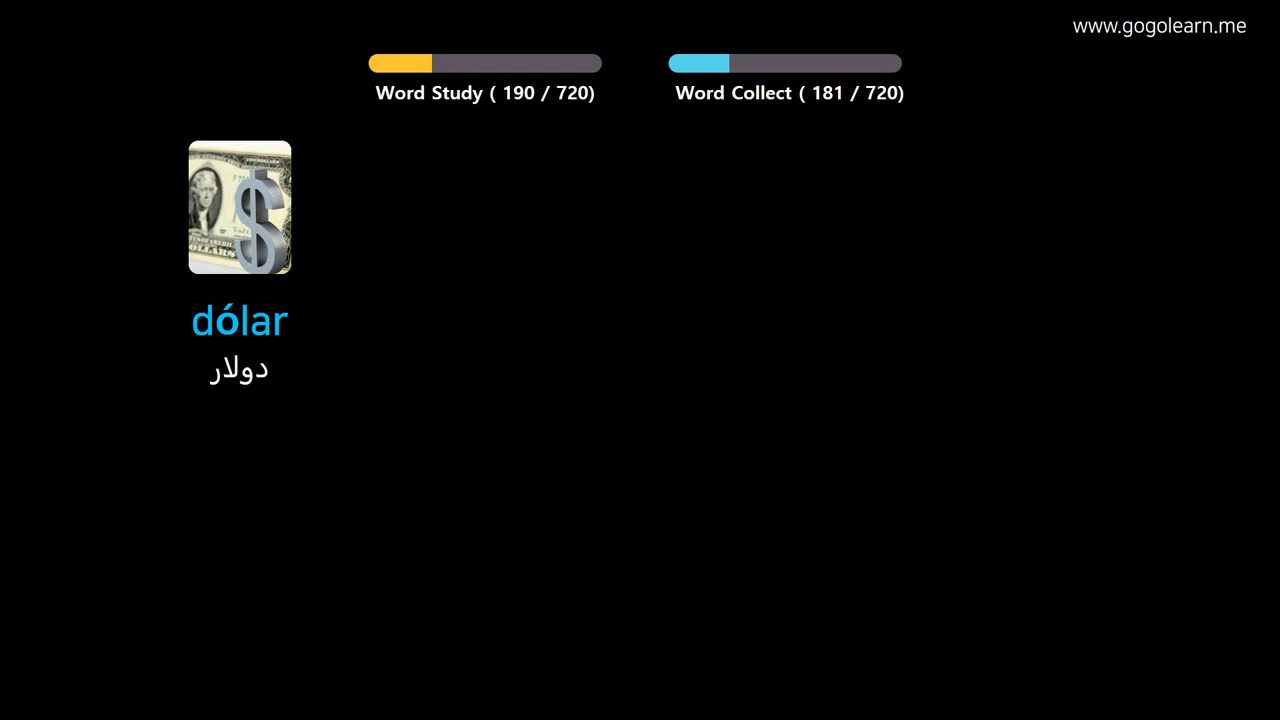 www.gogolearn.me
Word Study ( 190 / 720)
Word Collect ( 181 / 720)
dólar
دولار